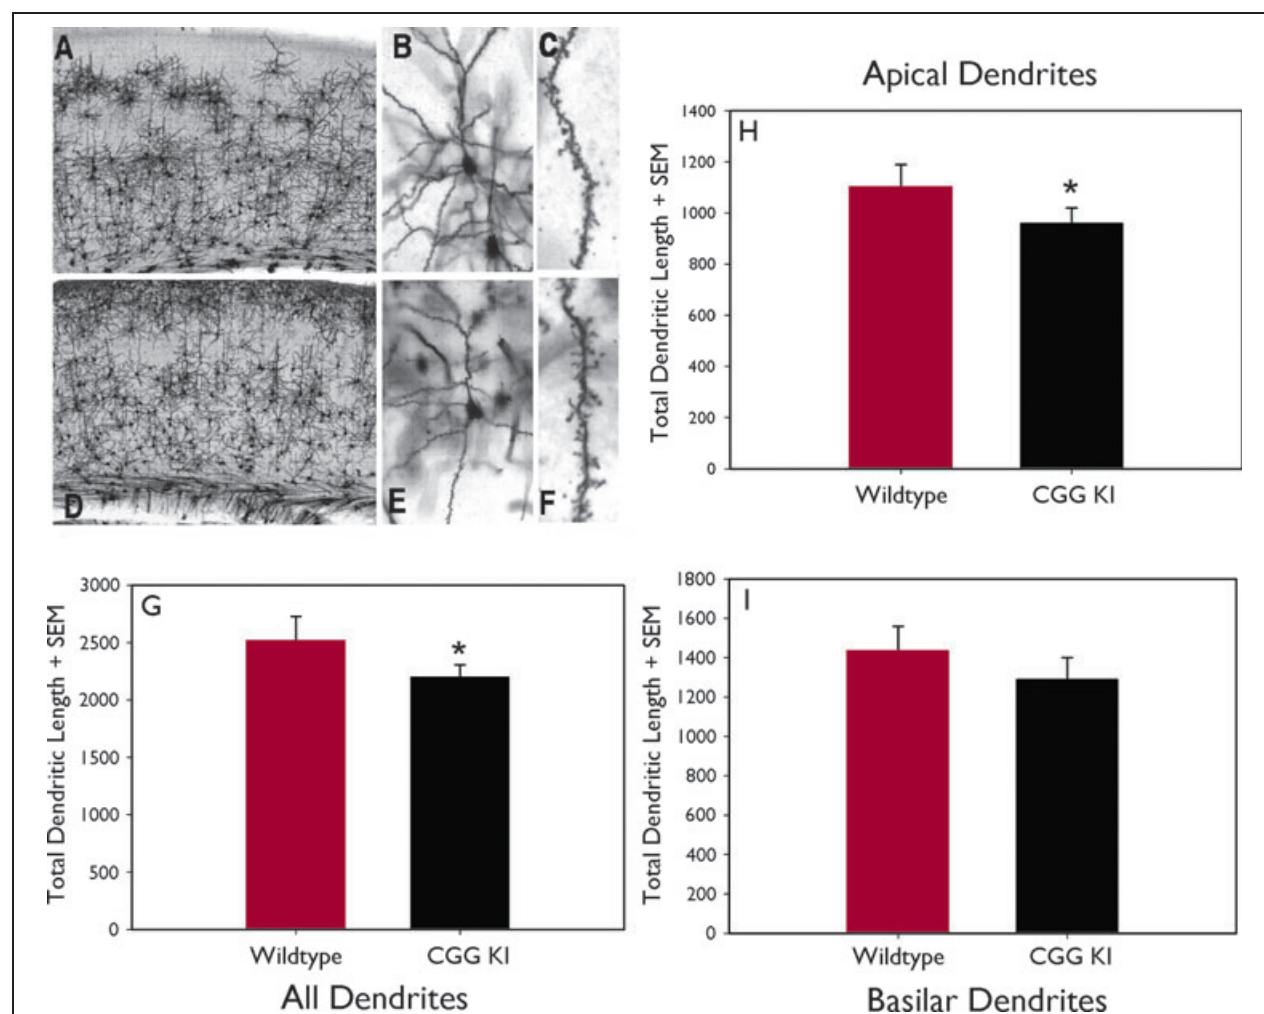 A
B
C
D
E
F
Apical Dendrites
H
Total Dendritic Length + SEM
1400
1200
1000
800
600
400
200
0
*
Wildtype
CGG KI
G
Total Dendritic Length + SEM
3000
2500
2000
1500
1000
500
0
*
Wildtype
CGG KI
All Dendrites
I
Total Dendritic Length + SEM
1800
1600
1400
1200
1000
800
600
400
200
0
Wildtype
CGG KI
Basilar Dendrites